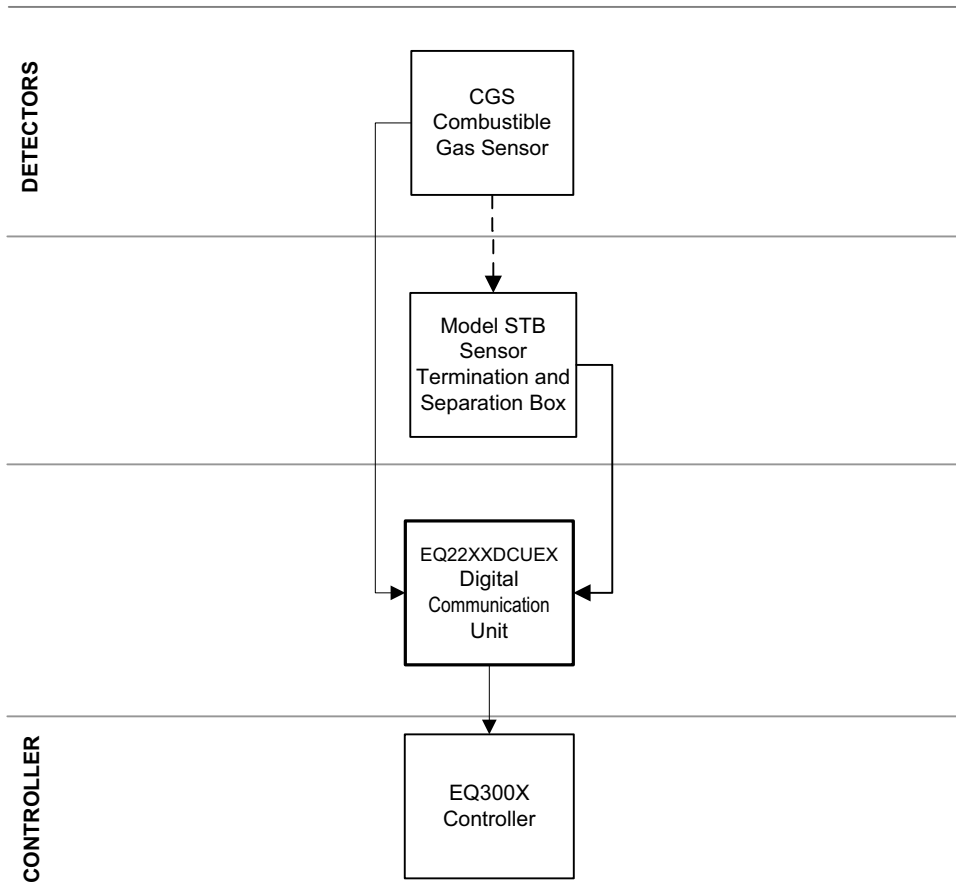 DETECTORS
CGS
Combustible
Gas Sensor
Model STB
Sensor
Termination and
Separation Box
EQ22XXDCUEX
Digital
Communication
Unit
CONTROLLER
EQ300X
Controller